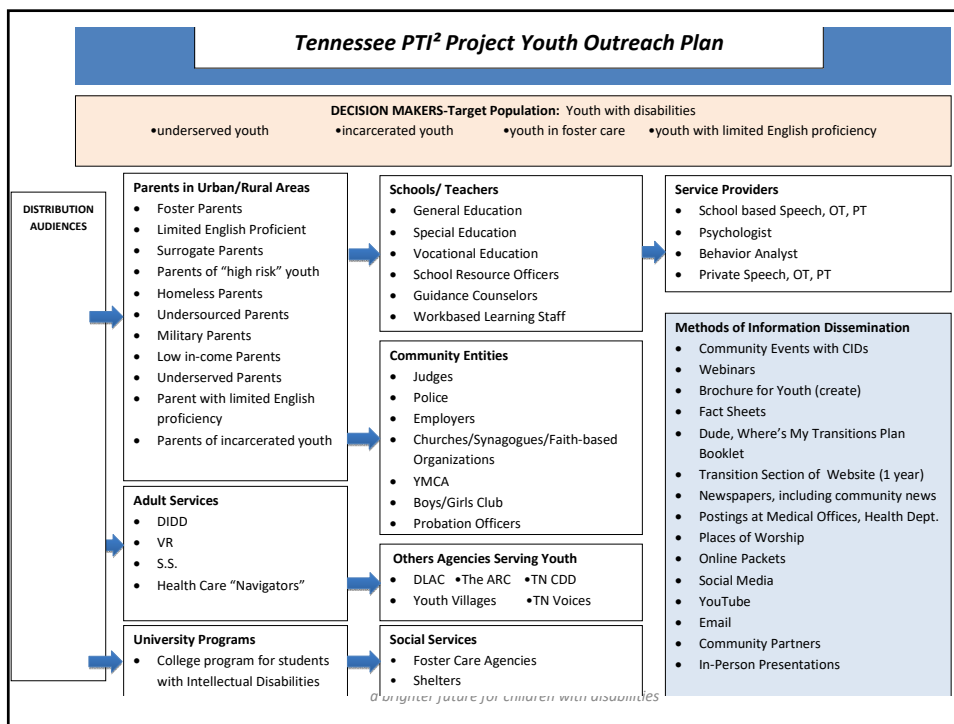 Tennessee PTI² Project Youth Outreach Plan
DECISION MAKERS-Target Population: Youth with disabilities
•underserved youth •incarcerated youth •youth in foster care •youth with limited English proficiency
DISTRIBUTION
AUDIENCES
Parents in Urban/Rural Areas
• Foster Parents
• Limited English Proficient
• Surrogate Parents
• Parents of “high risk” youth
• Homeless Parents
• Undersourced Parents
• Military Parents
• Low in-come Parents
• Underserved Parents
• Parent with limited English
proficiency
• Parents of incarcerated youth
Adult Services
• DIDD
• VR
• S.S.
• Health Care “Navigators”
University Programs
• College program for students
with Intellectual Disabilities
Schools/ Teachers
• General Education
• Special Education
• Vocational Education
• School Resource Officers
• Guidance Counselors
• Workbased Learning Staff
Community Entities
• Judges
• Police
• Employers
• Churches/Synagogues/Faith-based
Organizations
• YMCA
• Boys/Girls Club
• Probation Officers
Others Agencies Serving Youth
• DLAC •The ARC •TN CDD
• Youth Villages •TN Voices
Social Services
• Foster Care Agencies
• Shelters
Service Providers
• School based Speech, OT, PT
• Psychologist
• Behavior Analyst
• Private Speech, OT, PT
Methods of Information Dissemination
• Community Events with CIDs
• Webinars
• Brochure for Youth (create)
• Fact Sheets
• Dude, Where’s My Transitions Plan
Booklet
• Transition Section of Website (1 year)
• Newspapers, including community news
• Postings at Medical Offices, Health Dept.
• Places of Worship
• Online Packets
• Social Media
• YouTube
• Email
• Community Partners
• In-Person Presentations
a brighter future for children with disabilities